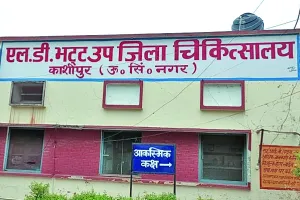 एल.डी.भट्ट उप जिला चिकित्सालय
काशीपुर ( ऊ॰ सिं॰ नगर )
आकस्मिक
कक्ष →